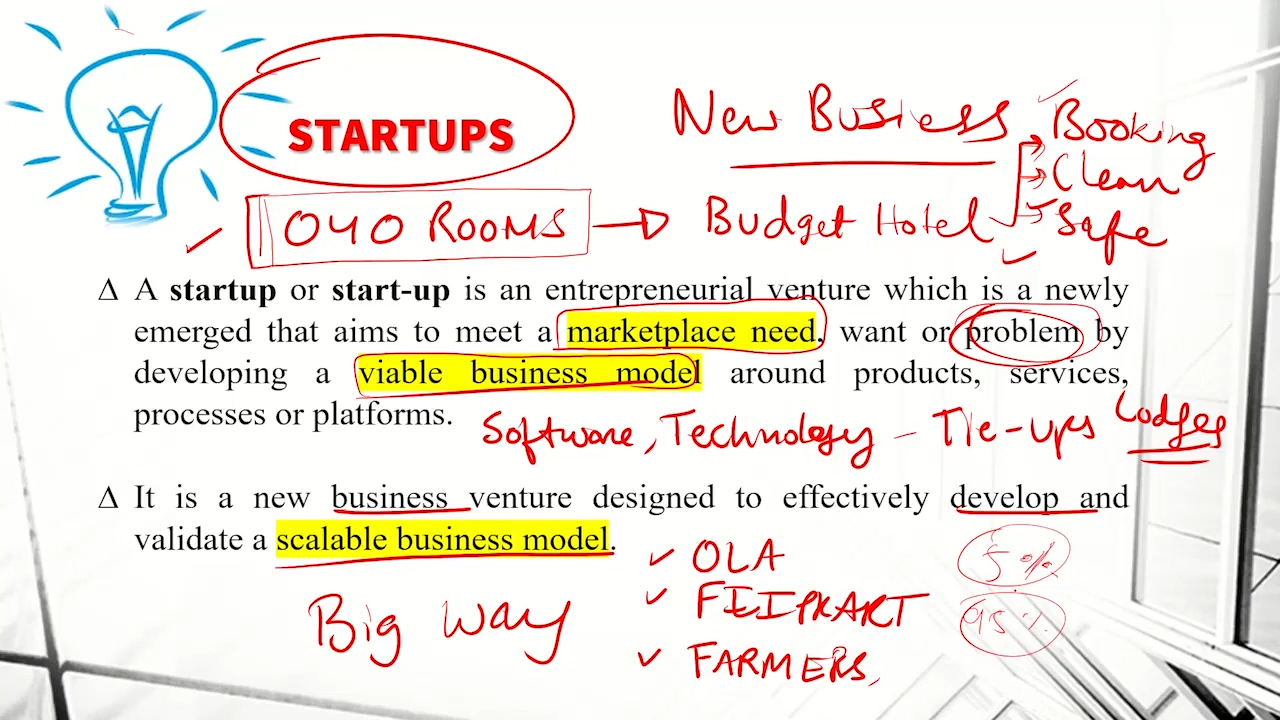 STARTUPS
New Busiess
Booking
Clean
Safe
OYO ROOMS → Budget Hotel
∆ A startup or start-up is an entrepreneurial venture which is a newly
emerged that aims to meet a marketplace need, want or problem by
developing a viable business model around products, services,
processes or platforms.
Software, Technology – Tie-ups Lodges
∆ It is a new business venture designed to effectively develop and
validate a scalable business model.
✓ OLA
5%
✓ FLIPKART
95%
Big Way
✓ FARMERS,